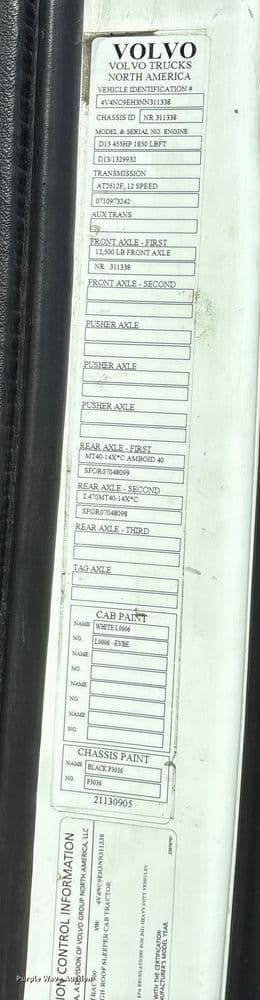 VOLVO
VOLVO TRUCKS
NORTH AMERICA
VEHICLE IDENTIFICATION #
4V4NC9EH3NN311338
CHASSIS ID NR 311338
MODEL & SERIAL NO. ENGINE
D13 455HP 1850 LBFT
D13/1329932
TRANSMISSION
AT2612F, 12 SPEED
0710973242
AUX TRANS.
FRONT AXLE - FIRST
12,500 LB FRONT AXLE
NR 311338
FRONT AXLE - SECOND
PUSHER AXLE
PUSHER AXLE
PUSHER AXLE
REAR AXLE - FIRST
MT40-14X*C AMBOID 40
SFOR07048099
REAR AXLE - SECOND
2.470MT40-14X*C
SFOR07048098
REAR AXLE - THIRD
TAG AXLE
CAB PAINT
NAME WHITE L0006
NO. L0006 -EYBE
NAME
NO.
NAME
NO.
NAME
NO.
CHASSIS PAINT
NAME BLACK P3036
NO. P3036
21130905
ION CONTROL INFORMATION
A DIVISION OF VOLVO GROUP NORTH AMERICA, LLC
VIN: 4V4NC9EH3NN311338
GH ROOF SLEEPER CAB TRACTOR
EPA REGULATIONS FOR 2021 HEAVY DUTY VEHICLES
WITH THE CERTIFICATION
MANUFACTURER'S MODEL YEAR.
Purple Wave Auction